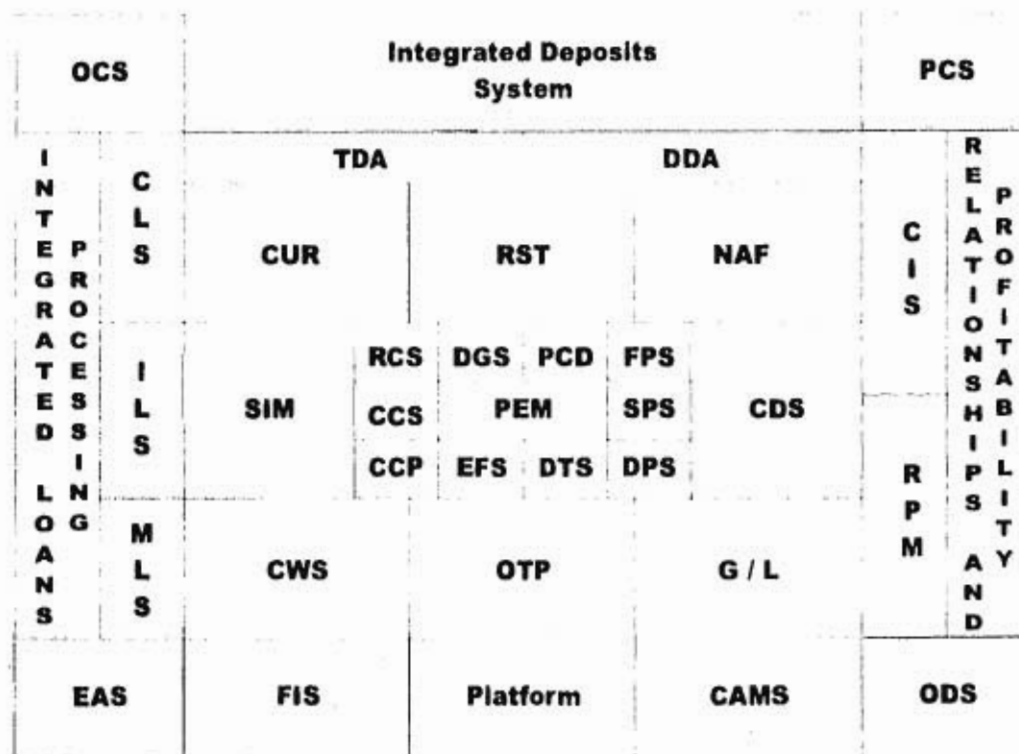 OCS
Integrated Deposits
System
PCS
TDA
DDA
INTEGRATED LOANS
PROCESSING
CLS
CUR
RST
NAF
CIS
RELATIONSHIPS AND
PROFITABILITY
ILS
SIM
RCS
DGS
PCD
FPS
CCS
PEM
SPS
CDS
CCP
EFS
DTS
DPS
RPM
MLS
CWS
OTP
G / L
EAS
FIS
Platform
CAMS
ODS